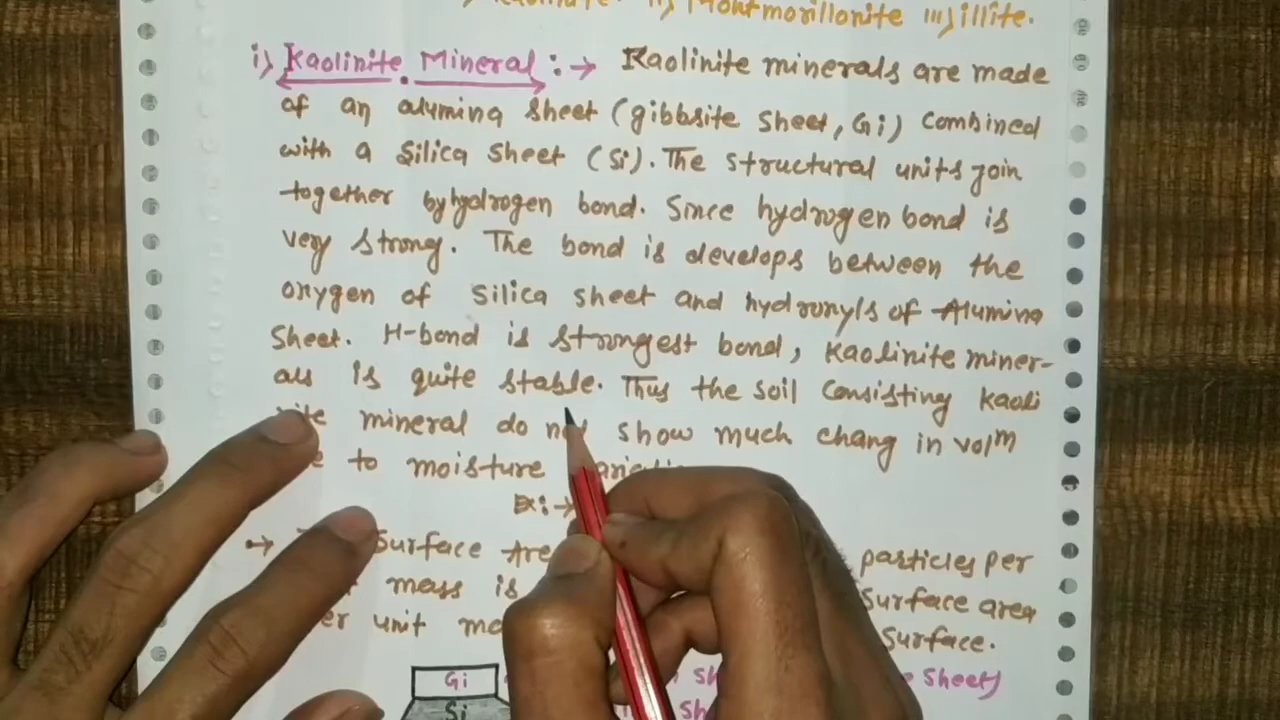 Montmorillonite iii) illite.
i) Kaolinite Mineral :→ Kaolinite minerals are made
of an alumina sheet (gibbsite sheet, Gi) combined
with a Silica sheet (Si). The structural units join
together by hydrogen bond. Since hydrogen bond is
very strong. The bond is develops between the
oxygen of silica sheet and hydroxyls of Alumina
Sheet. H-bond is strongest bond, Kaolinite miner-
als is quite stable. Thus the soil Consisting kaoli
mineral do not show much chang in volm
to moisture
Ex:→
→ Surface Are particles per
mass is surface area
unit surface.
Gi sheet)
Si